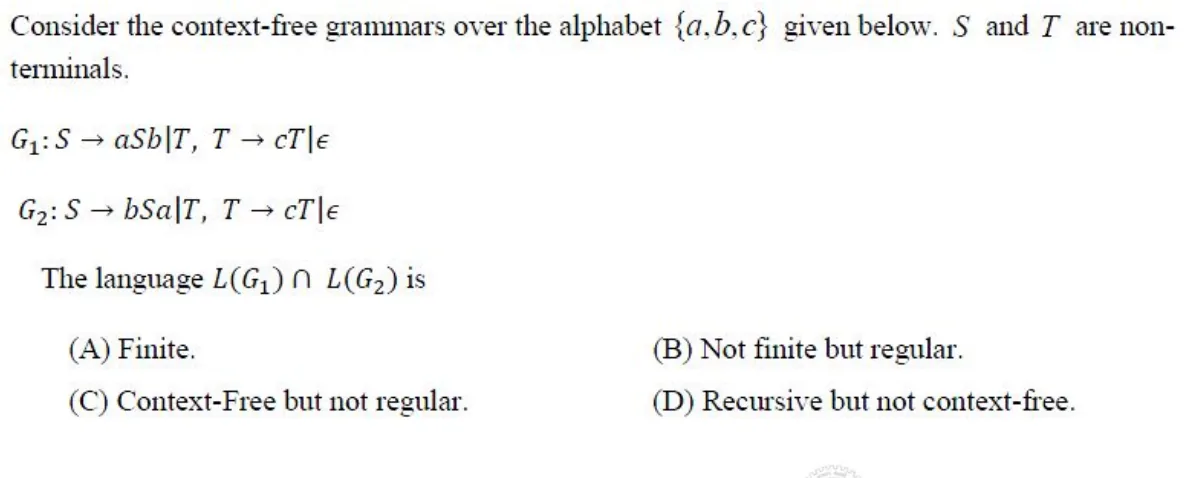 Consider the context-free grammars over the alphabet {a,b,c} given below. S and T are non-
terminals.
G₁: S → aSb|T, T → cT|ϵ
G₂: S → bSa|T, T → cT|ϵ
The language L(G₁) ∩ L(G₂) is
(A) Finite. (B) Not finite but regular.
(C) Context-Free but not regular. (D) Recursive but not context-free.